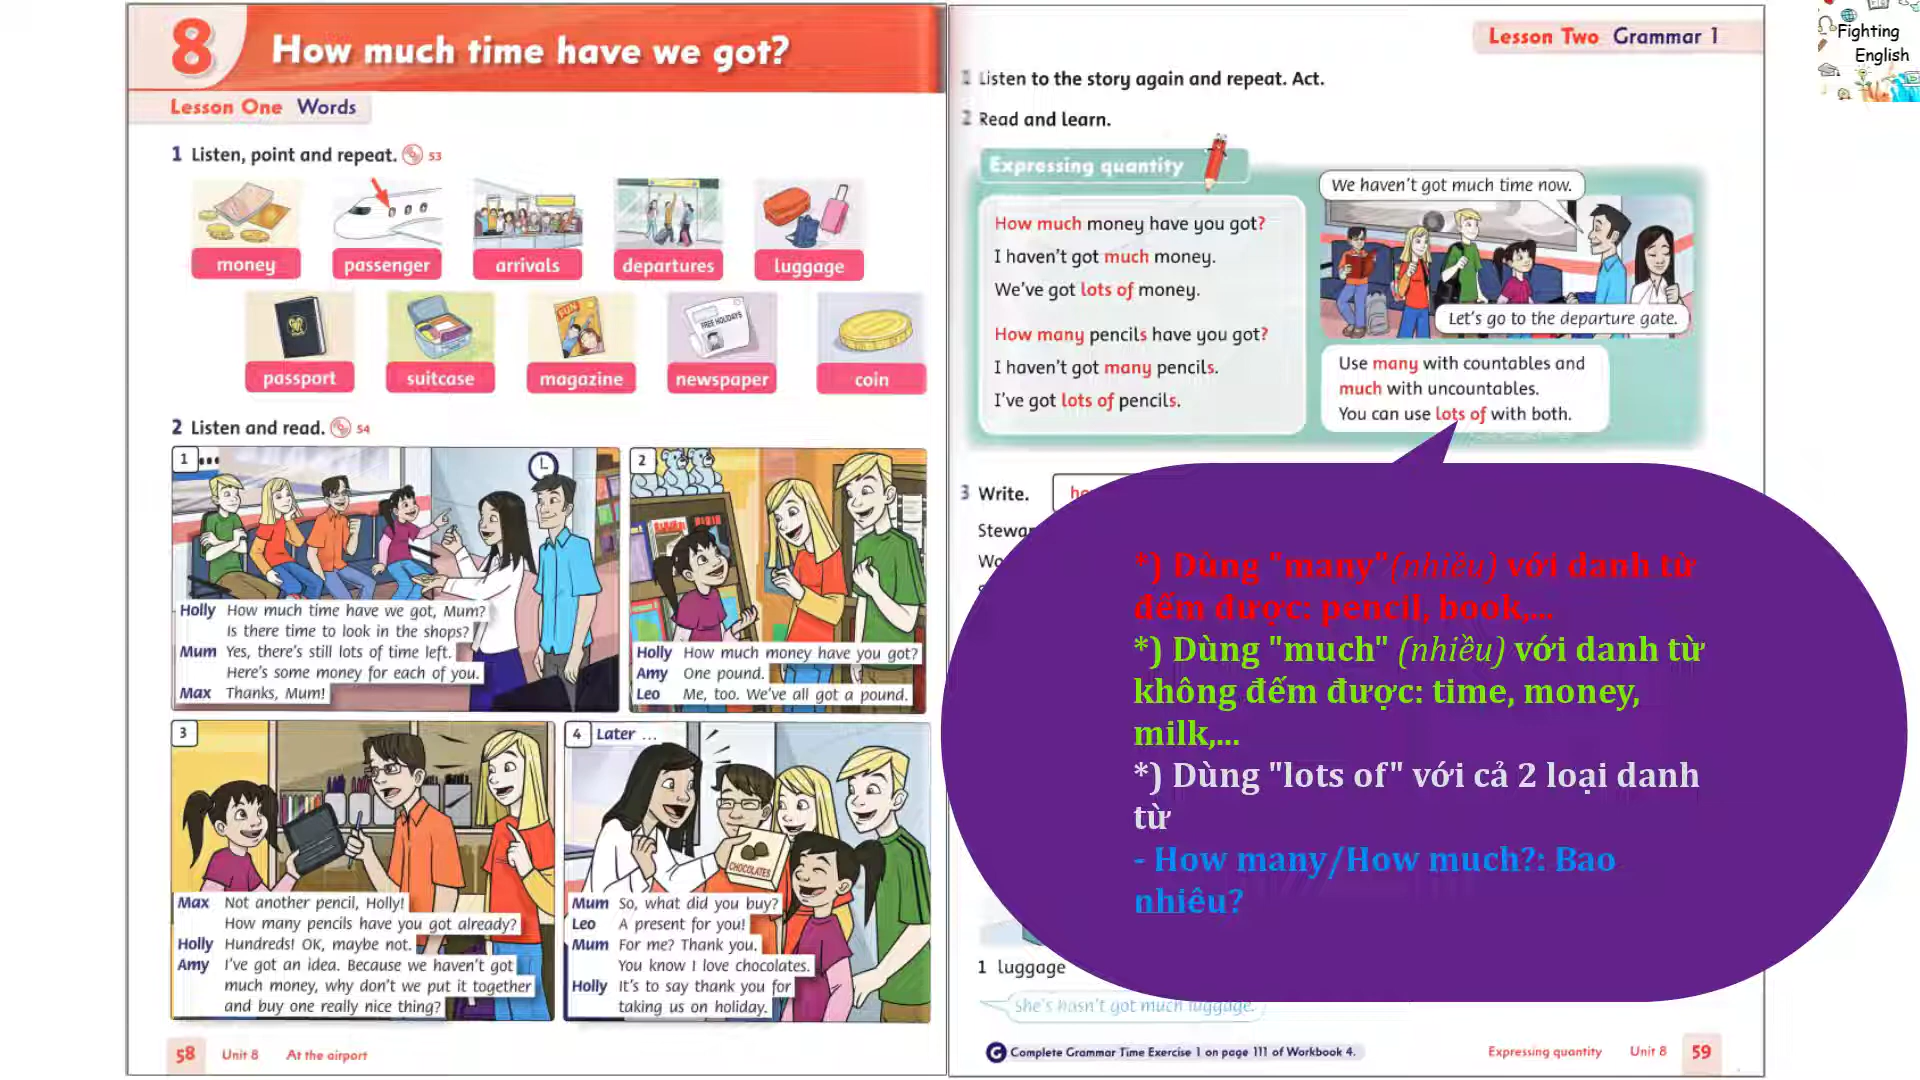 8 How much time have we got?
Lesson One Words
1 Listen, point and repeat. 53
money passenger arrivals departures luggage
FUN
FREE HOLIDAYS
passport suitcase magazine newspaper coin
2 Listen and read. 54
1
Holly How much time have we got, Mum?
Is there time to look in the shops?
Mum Yes, there's still lots of time left.
Here's some money for each of you.
Max Thanks, Mum!
2
Holly How much money have you got?
Amy One pound.
Leo Me, too. We've all got a pound.
3
Max Not another pencil, Holly!
How many pencils have you got already?
Holly Hundreds! OK, maybe not.
Amy I've got an idea. Because we haven't got
much money, why don't we put it together
and buy one really nice thing?
4 Later ...
CHOCOLATES
Mum So, what did you buy?
Leo A present for you!
Mum For me? Thank you.
You know I love chocolates.
Holly It's to say thank you for
taking us on holiday.
58 Unit 8 At the airport
Lesson Two Grammar 1
1 Listen to the story again and repeat. Act.
2 Read and learn.
Expressing quantity
How much money have you got?
I haven't got much money.
We've got lots of money.
How many pencils have you got?
I haven't got many pencils.
I've got lots of pencils.
We haven't got much time now.
Let's go to the departure gate.
Use many with countables and
much with uncountables.
You can use lots of with both.
3 Write.
*) Dùng "many"(nhiều) với danh từ
đếm được: pencil, book,...
*) Dùng "much" (nhiều) với danh từ
không đếm được: time, money,
milk,...
*) Dùng "lots of" với cả 2 loại danh
từ
- How many/How much?: Bao
nhiêu?
1 luggage
She's hasn't got much luggage.
Complete Grammar Time Exercise 1 on page 111 of Workbook 4.
Expressing quantity Unit 8 59
Fighting
English